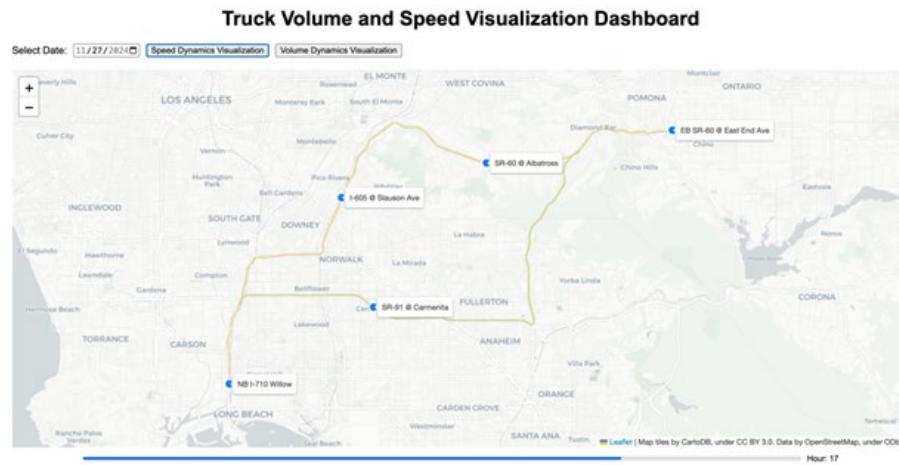 Truck Volume and Speed Visualization Dashboard
Select Date: 11/27/2024 Speed Dynamics Visualization Volume Dynamics Visualization
+
−
EL MONTE
Rosemead
WEST COVINA
Montclair
ONTARIO
LOS ANGELES
Monterey Park
South El Monte
POMONA
Culver City
Montebello
Diamond Bar
EB SR-60 @ East End Ave
Chino
Vernon
SR-60 @ Albatross
Chino Hills
Huntington Park
Pico Rivera
Bell Gardens
Eastvale
I-605 @ Slauson Ave
INGLEWOOD
SOUTH GATE
DOWNEY
La Habra
Norco
El Segundo
Hawthorne
Lynwood
NORWALK
La Mirada
Lawndale
Compton
Yorba Linda
Gardena
Bellflower
CORONA
Hermosa Beach
SR-91 @ Carmenita
FULLERTON
Lakewood
TORRANCE
CARSON
ANAHEIM
Villa Park
NB I-710 Willow
ORANGE
LONG BEACH
GARDEN GROVE
Rancho Palos Verdes
Westminster
Seal Beach
SANTA ANA
Tustin
Leaflet | Map tiles by CartoDB, under CC BY 3.0. Data by OpenStreetMap, under ODb
Hour: 17